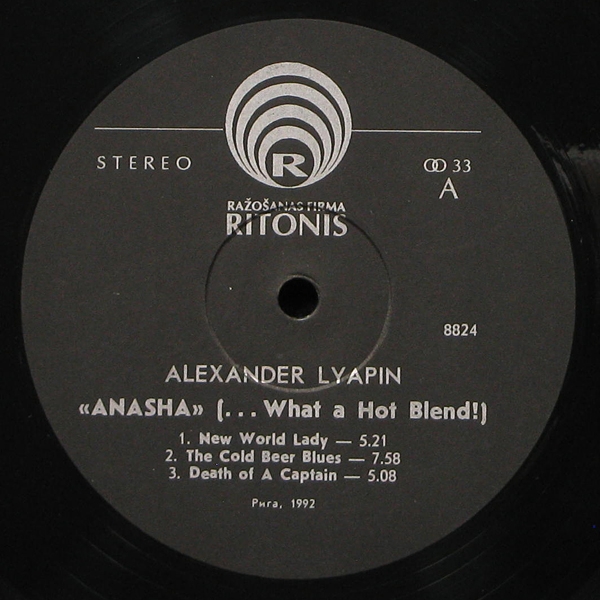 STEREO
R
RAŽOŠANAS FIRMA
RITONIS
33
A
8824
ALEXANDER LYAPIN
«ANASHA» (...What a Hot Blend!)
1. New World Lady — 5.21
2. The Cold Beer Blues — 7.58
3. Death of A Captain — 5.08
Рига, 1992